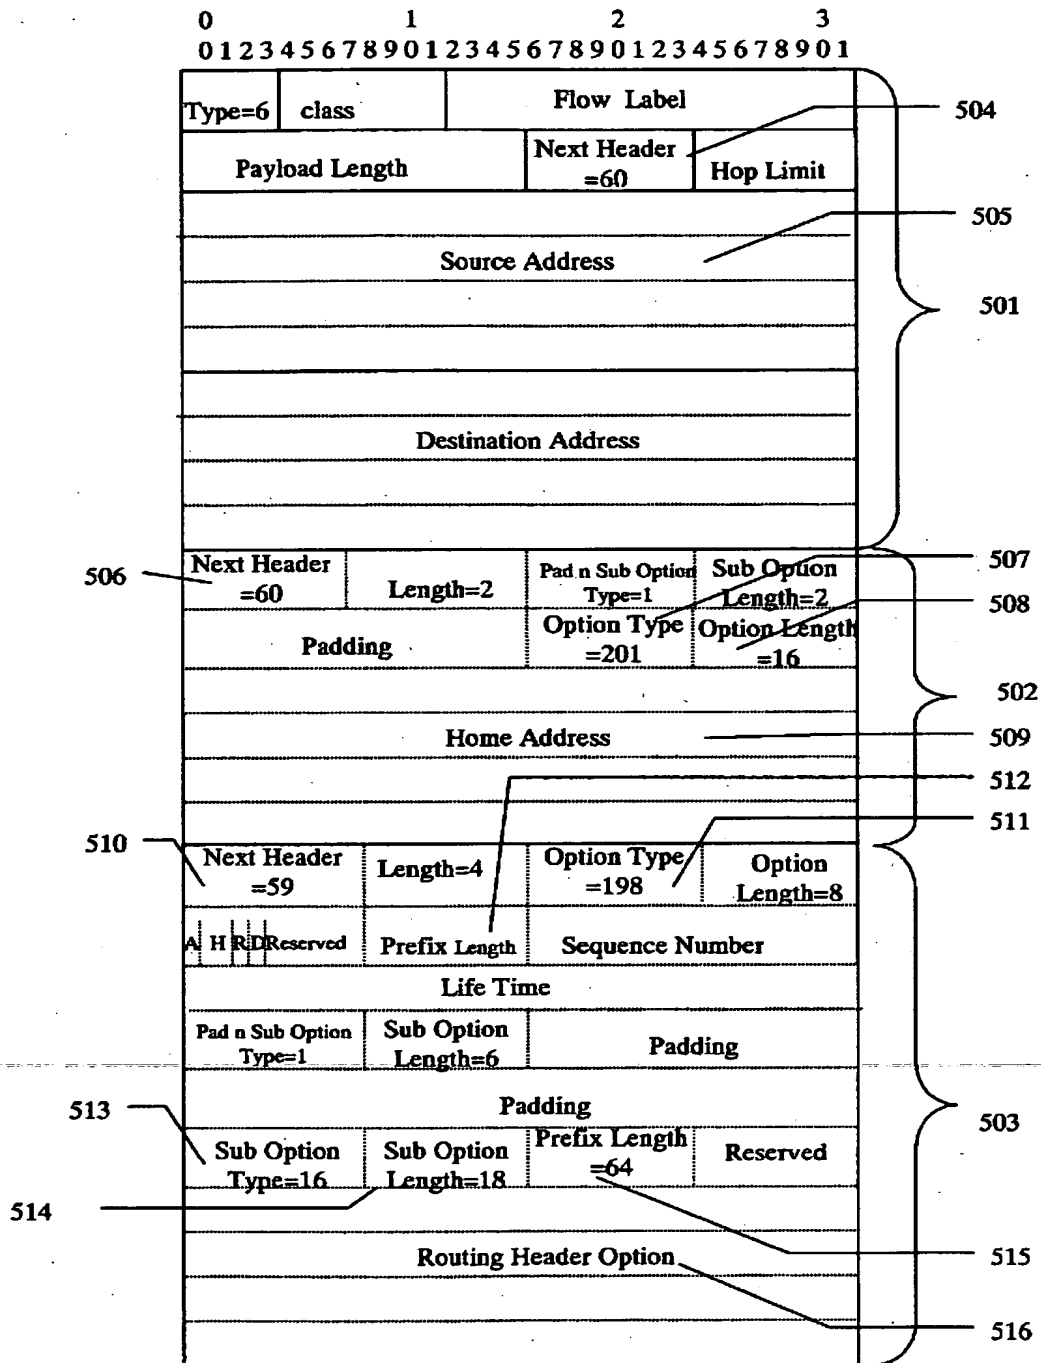 0 1 2 3
0 1 2 3 4 5 6 7 8 9 0 1 2 3 4 5 6 7 8 9 0 1 2 3 4 5 6 7 8 9 0 1
Type=6 class Flow Label
504
Payload Length Next Header =60 Hop Limit
505
Source Address
501
Destination Address
507
506 Next Header =60 Length=2 Pad n Sub Option Type=1 Sub Option Length=2
508
Padding Option Type =201 Option Length =16
502
Home Address 509
512
511
510 Next Header =59 Length=4 Option Type =198 Option Length=8
A H R D Reserved Prefix Length Sequence Number
Life Time
Pad n Sub Option Type=1 Sub Option Length=6 Padding
Padding
513
503
Sub Option Type=16 Sub Option Length=18 Prefix Length =64 Reserved
514
Routing Header Option 515
516